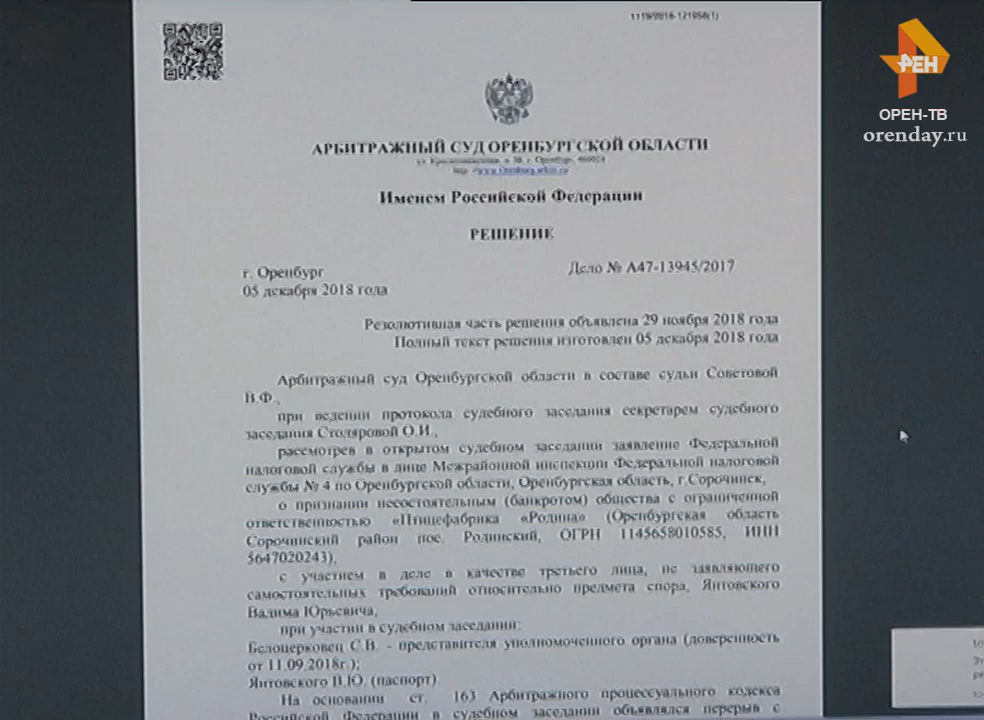 1119/2018-121958(1)
РЕН
ОРЕН-ТВ
orenday.ru
АРБИТРАЖНЫЙ СУД ОРЕНБУРГСКОЙ ОБЛАСТИ
Именем Российской Федерации
РЕШЕНИЕ
г. Оренбург
Дело № А47-13945/2017
05 декабря 2018 года
Резолютивная часть решения объявлена 29 ноября 2018 года
Полный текст решения изготовлен 05 декабря 2018 года
Арбитражный суд Оренбургской области в составе судьи Советовой
В.Ф.,
при ведении протокола судебного заседания секретарем судебного
заседания Столяровой О.И.,
рассмотрев в открытом судебном заседании заявление Федеральной
налоговой службы в лице Межрайонной инспекции Федеральной налоговой
службы № 4 по Оренбургской области, Оренбургская область, г.Сорочинск,
о признании несостоятельным (банкротом) общества с ограниченной
ответственностью «Птицефабрика «Родина» (Оренбургская область
Сорочинский район пос. Родинский, ОГРН 1145658010585, ИНН
5647020243),
с участием в деле в качестве третьего лица, не заявляющего
самостоятельных требований относительно предмета спора, Янтовского
Вадима Юрьевича,
при участии в судебном заседании:
Белоцерковец С.В. - представителя уполномоченного органа (доверенность
от 11.09.2018г.);
Янтовского В.Ю. (паспорт).
На основании ст. 163 Арбитражного процессуального кодекса
Российской Федерации в судебном заседании объявлялся перерыв с